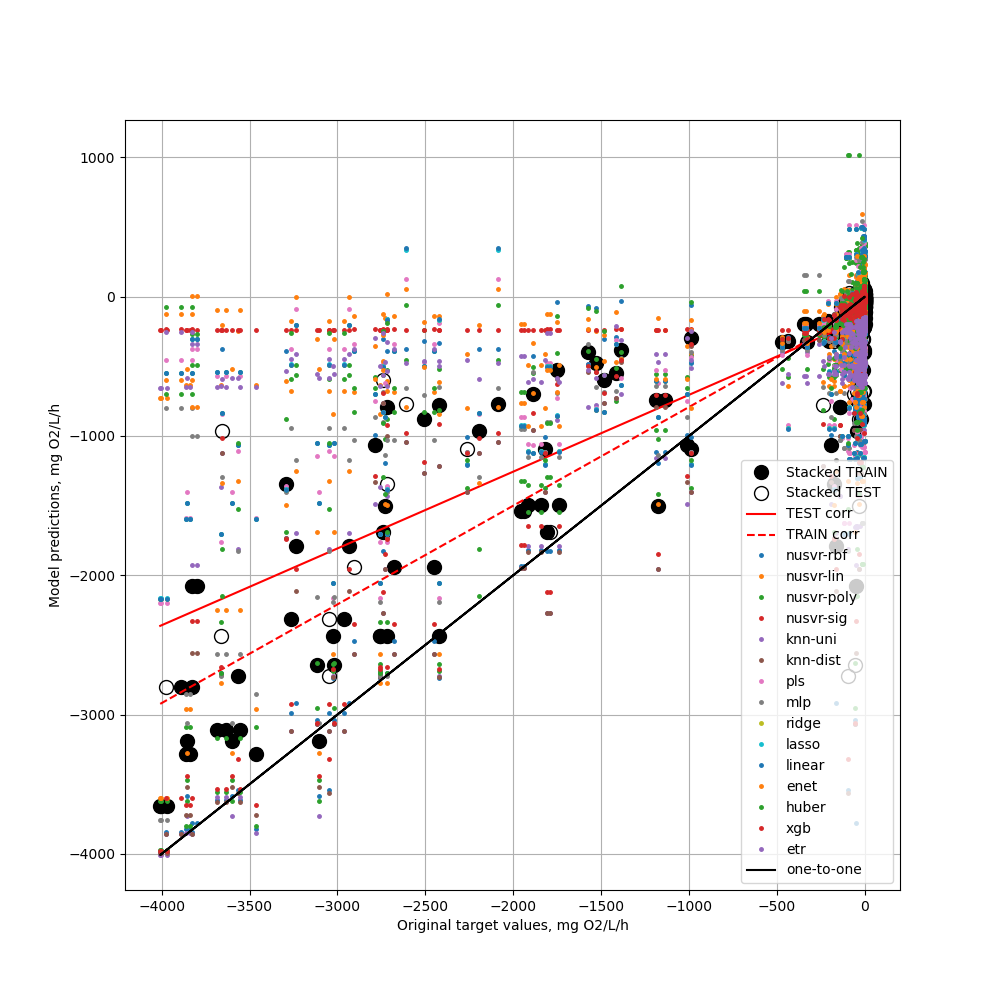 1000
0
−1000
−2000
−3000
−4000
Model predictions, mg O2/L/h
−4000
−3500
−3000
−2500
−2000
−1500
−1000
−500
0
Original target values, mg O2/L/h
Stacked TRAIN
Stacked TEST
TEST corr
TRAIN corr
nusvr-rbf
nusvr-lin
nusvr-poly
nusvr-sig
knn-uni
knn-dist
pls
mlp
ridge
lasso
linear
enet
huber
xgb
etr
one-to-one